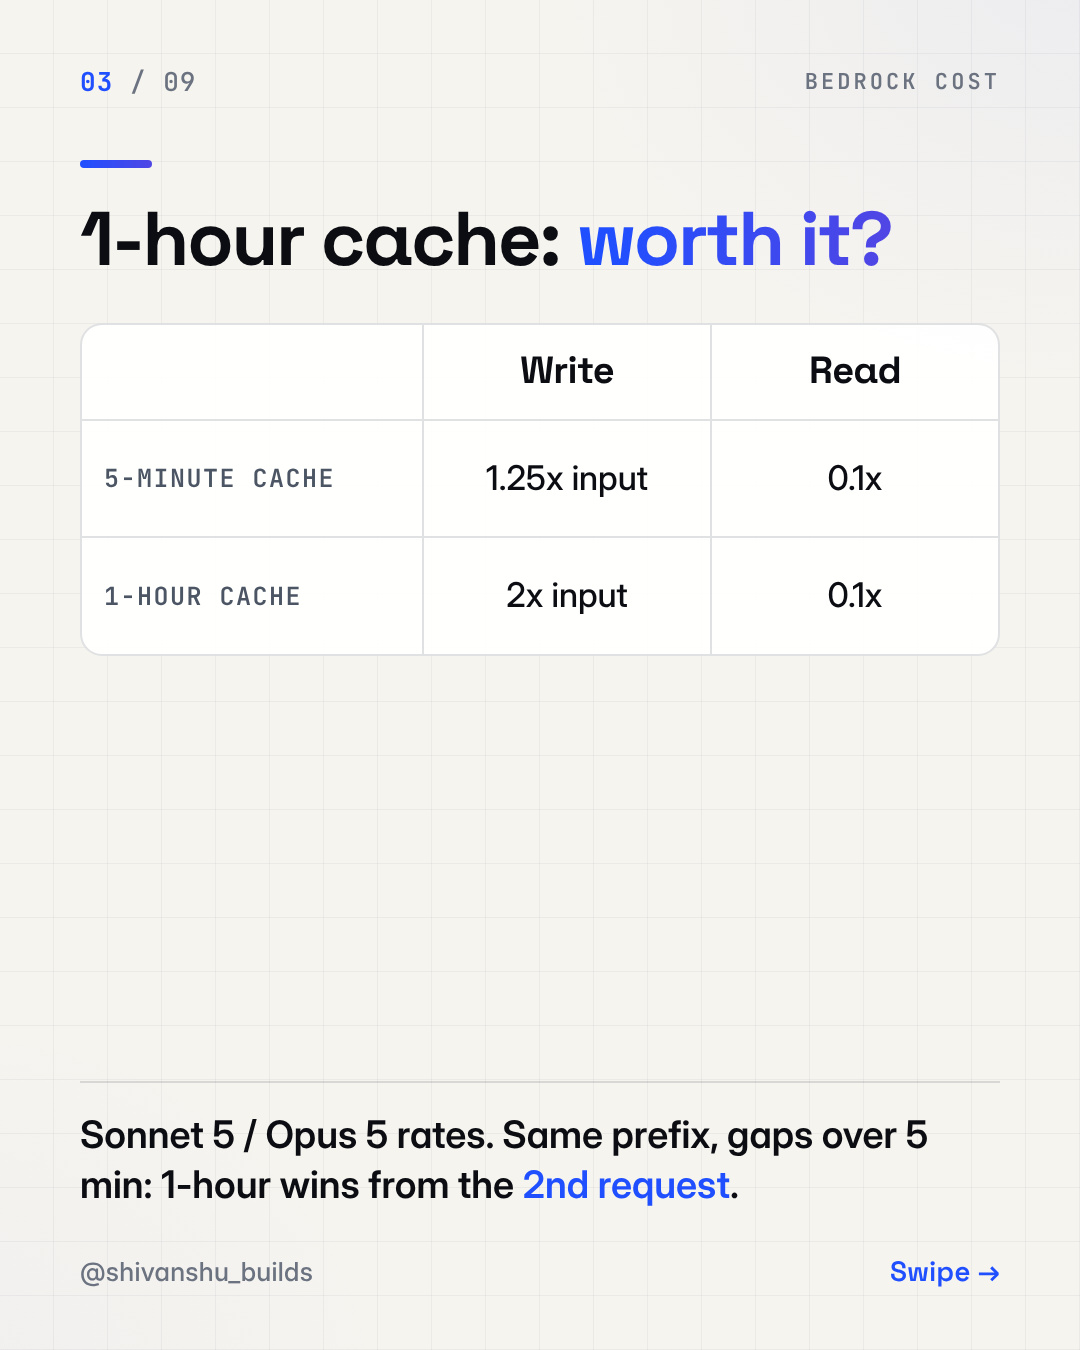 03 / 09
BEDROCK COST
1-hour cache: worth it?
Write
Read
5-MINUTE CACHE
1.25x input
0.1x
1-HOUR CACHE
2x input
0.1x
Sonnet 5 / Opus 5 rates. Same prefix, gaps over 5
min: 1-hour wins from the 2nd request.
@shivanshu_builds
Swipe →